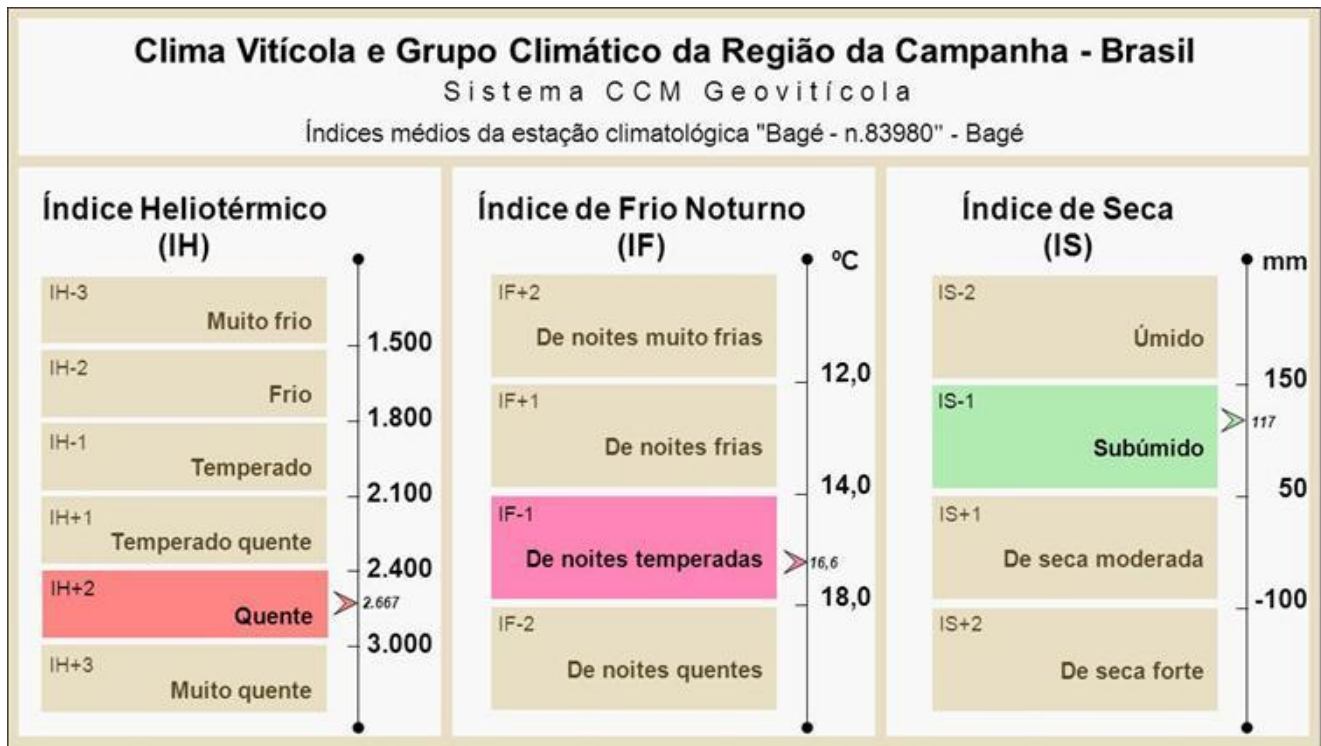 Clima Vitícola e Grupo Climático da Região da Campanha - Brasil
Sistema CCM Geovitícola
Índices médios da estação climatológica "Bagé - n.83980" - Bagé
Índice Heliotérmico
(IH)
IH-3
Muito frio
1.500
IH-2
Frio
1.800
IH-1
Temperado
2.100
IH+1
Temperado quente
2.400
IH+2
Quente
2.667
3.000
IH+3
Muito quente
Índice de Frio Noturno
(IF)
ºC
IF+2
De noites muito frias
12,0
IF+1
De noites frias
14,0
IF-1
De noites temperadas
16,6
18,0
IF-2
De noites quentes
Índice de Seca
(IS)
mm
IS-2
Úmido
150
IS-1
117
Subúmido
50
IS+1
De seca moderada
-100
IS+2
De seca forte